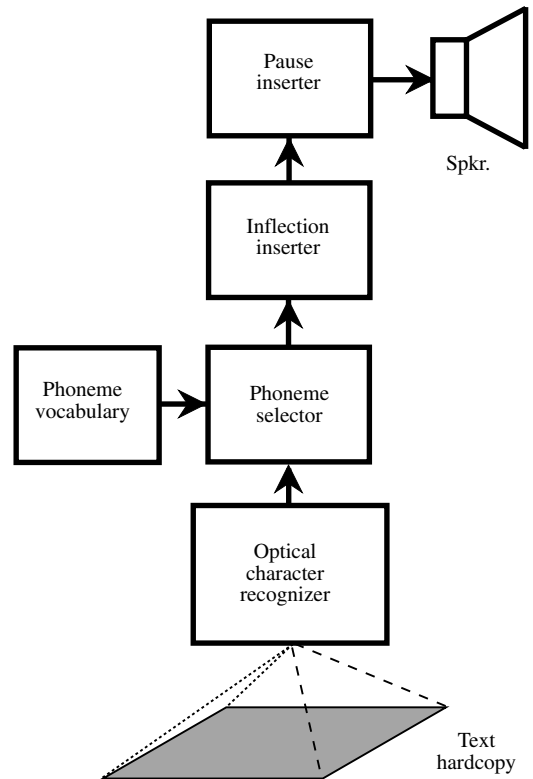 Pause
inserter
Spkr.
Inflection
inserter
Phoneme
vocabulary
Phoneme
selector
Optical
character
recognizer
Text
hardcopy